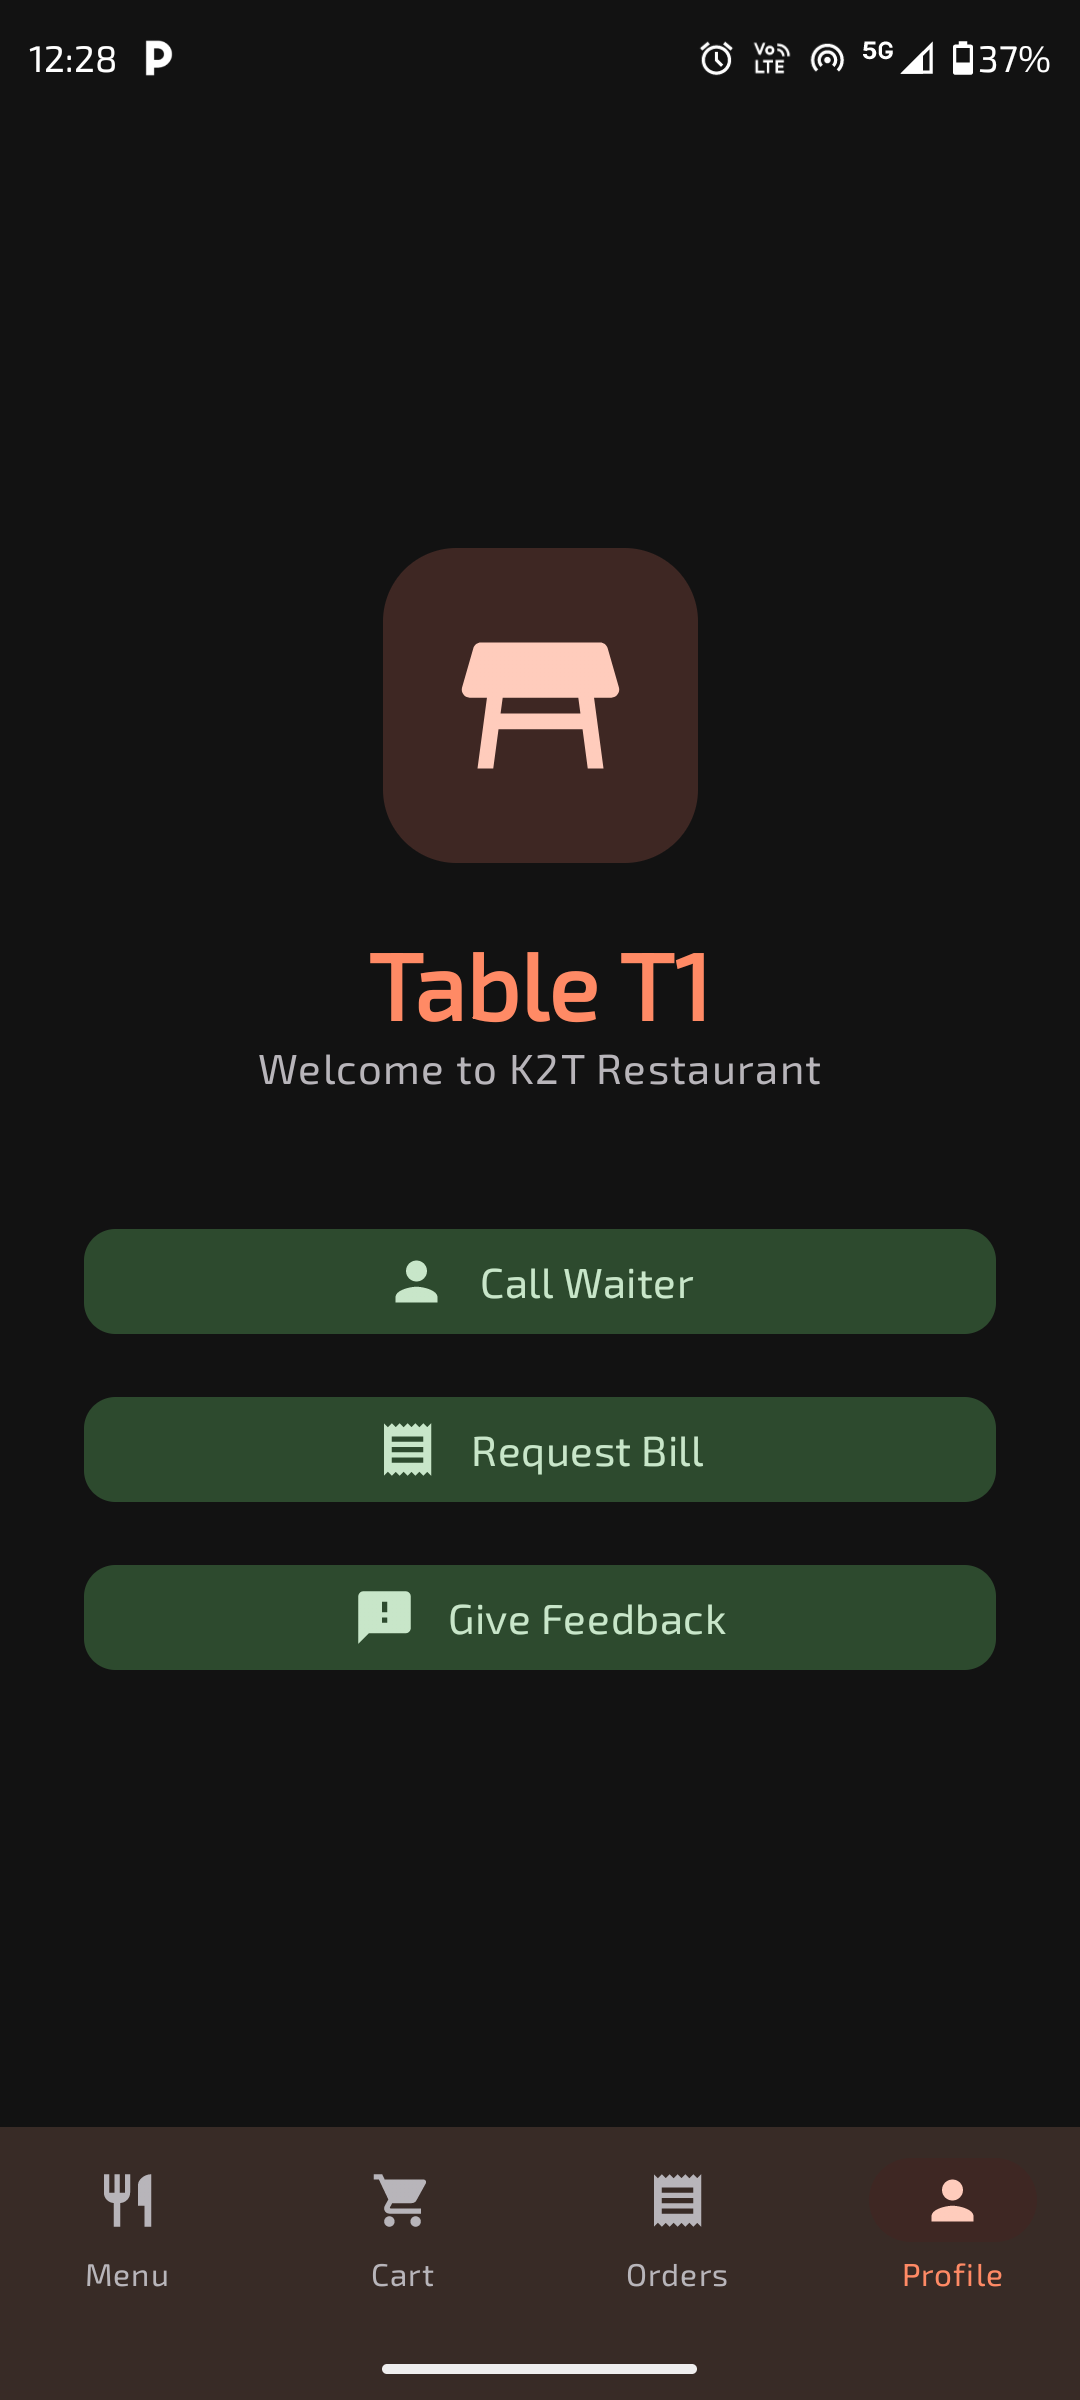 12:28
Vo LTE 5G 37%
Table T1
Welcome to K2T Restaurant
Call Waiter
Request Bill
Give Feedback
Menu Cart Orders Profile